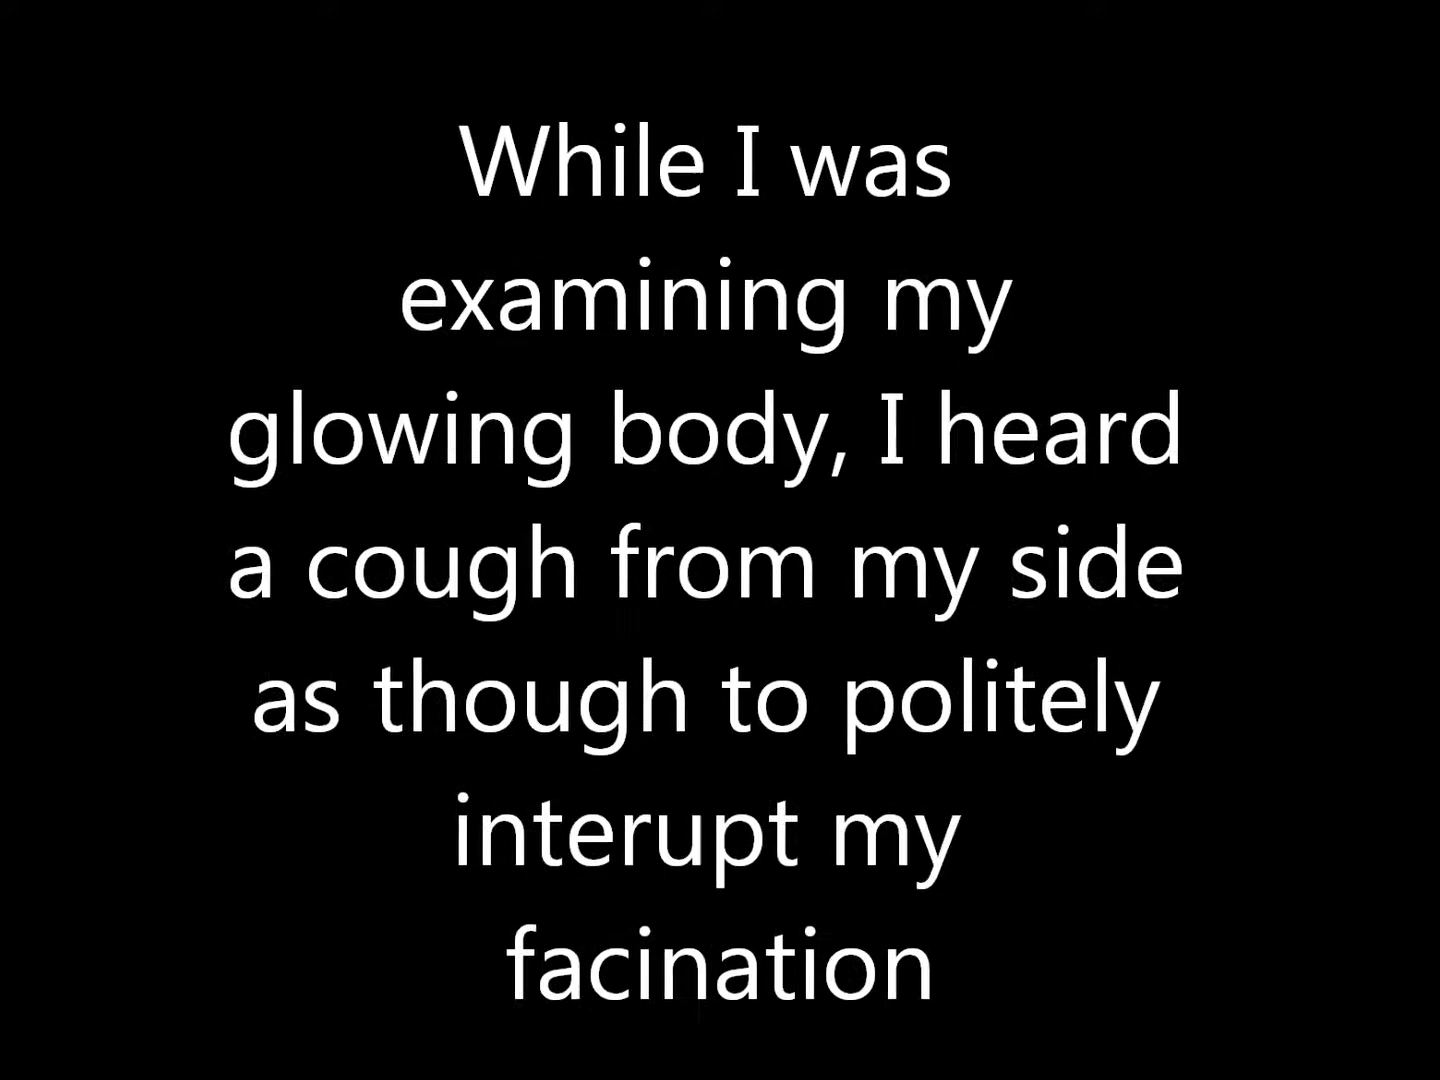 While I was
examining my
glowing body, I heard
a cough from my side
as though to politely
interupt my
facination